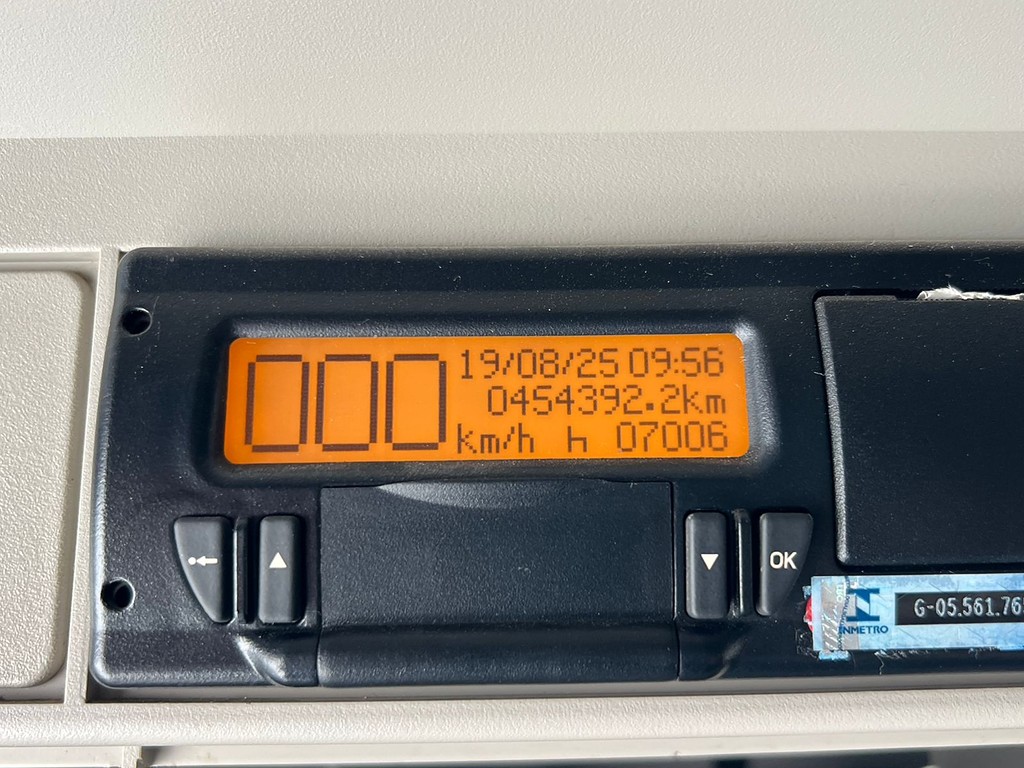 000 19/08/25 09:56
0454392.2km
km/h h 07006
OK
INMETRO
G-05.561.76